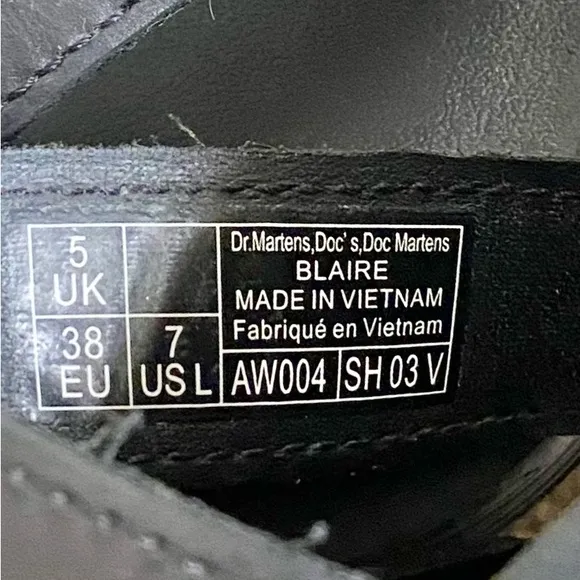 5
UK
38
EU
7
US L
Dr.Martens,Doc's,Doc Martens
BLAIRE
MADE IN VIETNAM
Fabriqué en Vietnam
AW004
SH 03 V